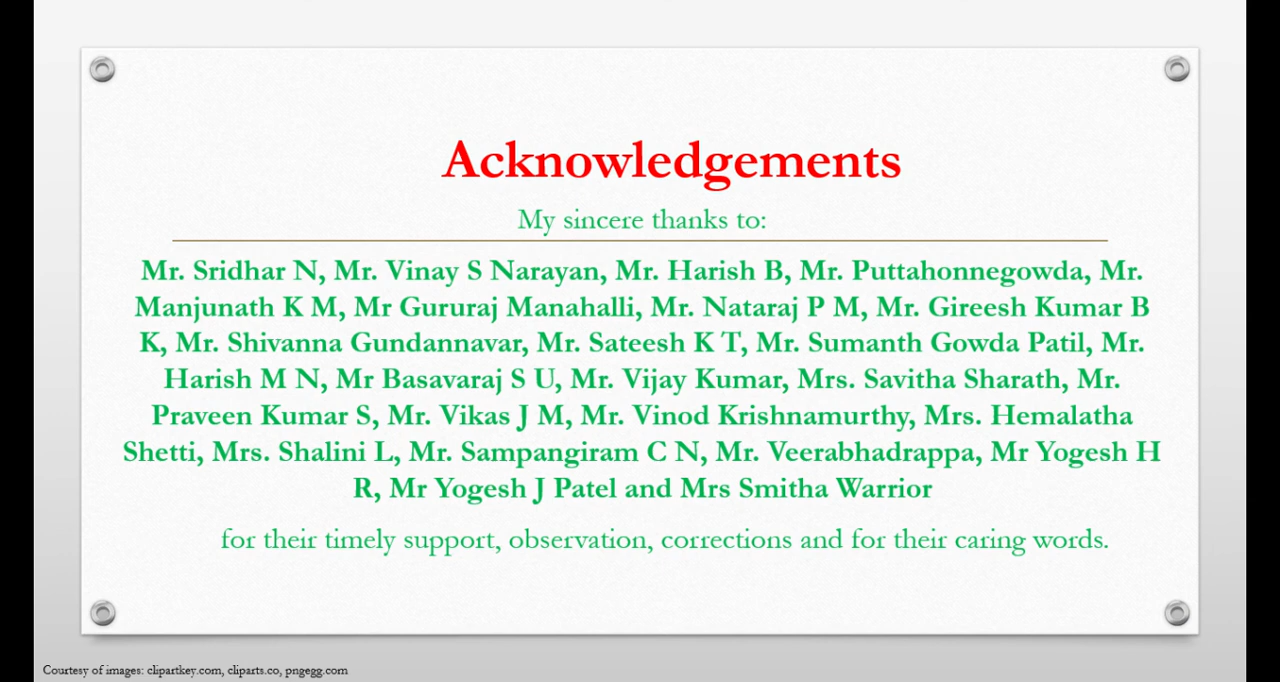 Acknowledgements
My sincere thanks to:
Mr. Sridhar N, Mr. Vinay S Narayan, Mr. Harish B, Mr. Puttahonnegowda, Mr.
Manjunath K M, Mr Gururaj Manahalli, Mr. Nataraj P M, Mr. Gireesh Kumar B
K, Mr. Shivanna Gundannavar, Mr. Sateesh K T, Mr. Sumanth Gowda Patil, Mr.
Harish M N, Mr Basavaraj S U, Mr. Vijay Kumar, Mrs. Savitha Sharath, Mr.
Praveen Kumar S, Mr. Vikas J M, Mr. Vinod Krishnamurthy, Mrs. Hemalatha
Shetti, Mrs. Shalini L, Mr. Sampangiram C N, Mr. Veerabhadrappa, Mr Yogesh H
R, Mr Yogesh J Patel and Mrs Smitha Warrior
for their timely support, observation, corrections and for their caring words.
Courtesy of images: clipartkey.com, cliparts.co, pngegg.com